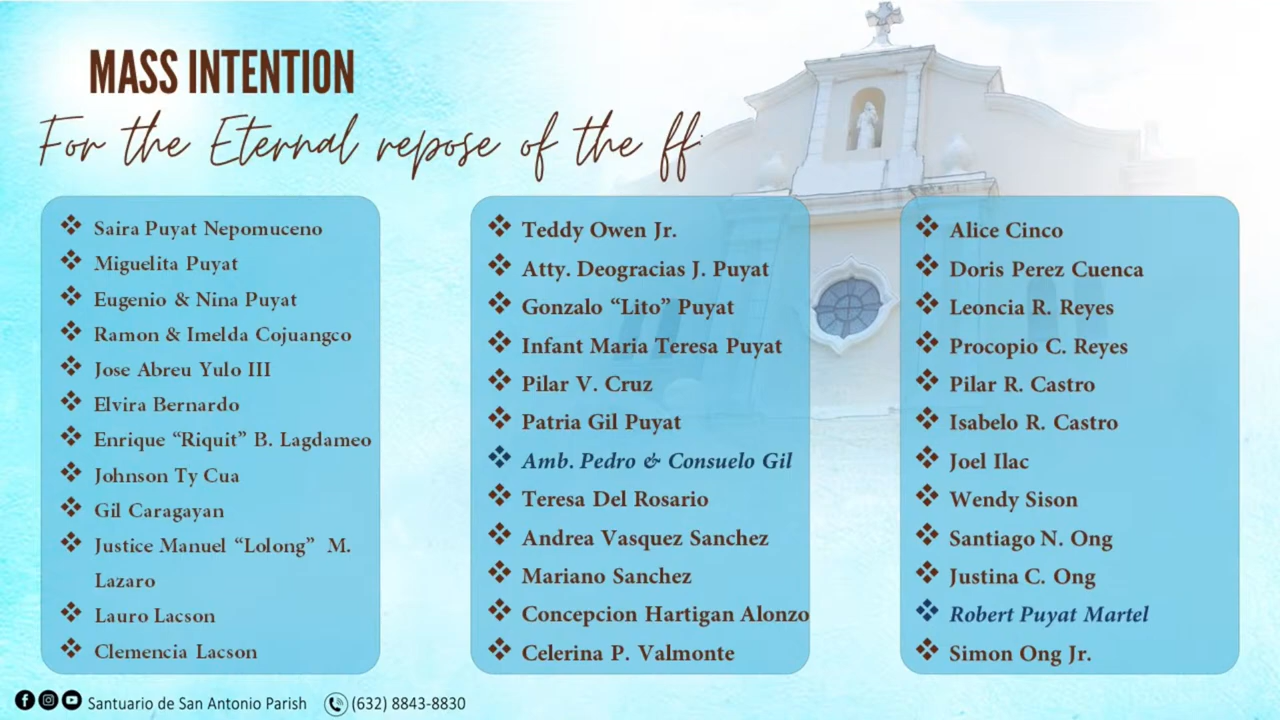 MASS INTENTION
For the Eternal repose of the ff:
❖ Saira Puyat Nepomuceno
❖ Miguelita Puyat
❖ Eugenio & Nina Puyat
❖ Ramon & Imelda Cojuangco
❖ Jose Abreu Yulo III
❖ Elvira Bernardo
❖ Enrique “Riquit” B. Lagdameo
❖ Johnson Ty Cua
❖ Gil Caragayan
❖ Justice Manuel “Lolong” M.
Lazaro
❖ Lauro Lacson
❖ Clemencia Lacson
❖ Teddy Owen Jr.
❖ Atty. Deogracias J. Puyat
❖ Gonzalo “Lito” Puyat
❖ Infant Maria Teresa Puyat
❖ Pilar V. Cruz
❖ Patria Gil Puyat
❖ Amb. Pedro & Consuelo Gil
❖ Teresa Del Rosario
❖ Andrea Vasquez Sanchez
❖ Mariano Sanchez
❖ Concepcion Hartigan Alonzo
❖ Celerina P. Valmonte
❖ Alice Cinco
❖ Doris Perez Cuenca
❖ Leoncia R. Reyes
❖ Procopio C. Reyes
❖ Pilar R. Castro
❖ Isabelo R. Castro
❖ Joel Ilac
❖ Wendy Sison
❖ Santiago N. Ong
❖ Justina C. Ong
❖ Robert Puyat Martel
❖ Simon Ong Jr.
Santuario de San Antonio Parish (632) 8843-8830